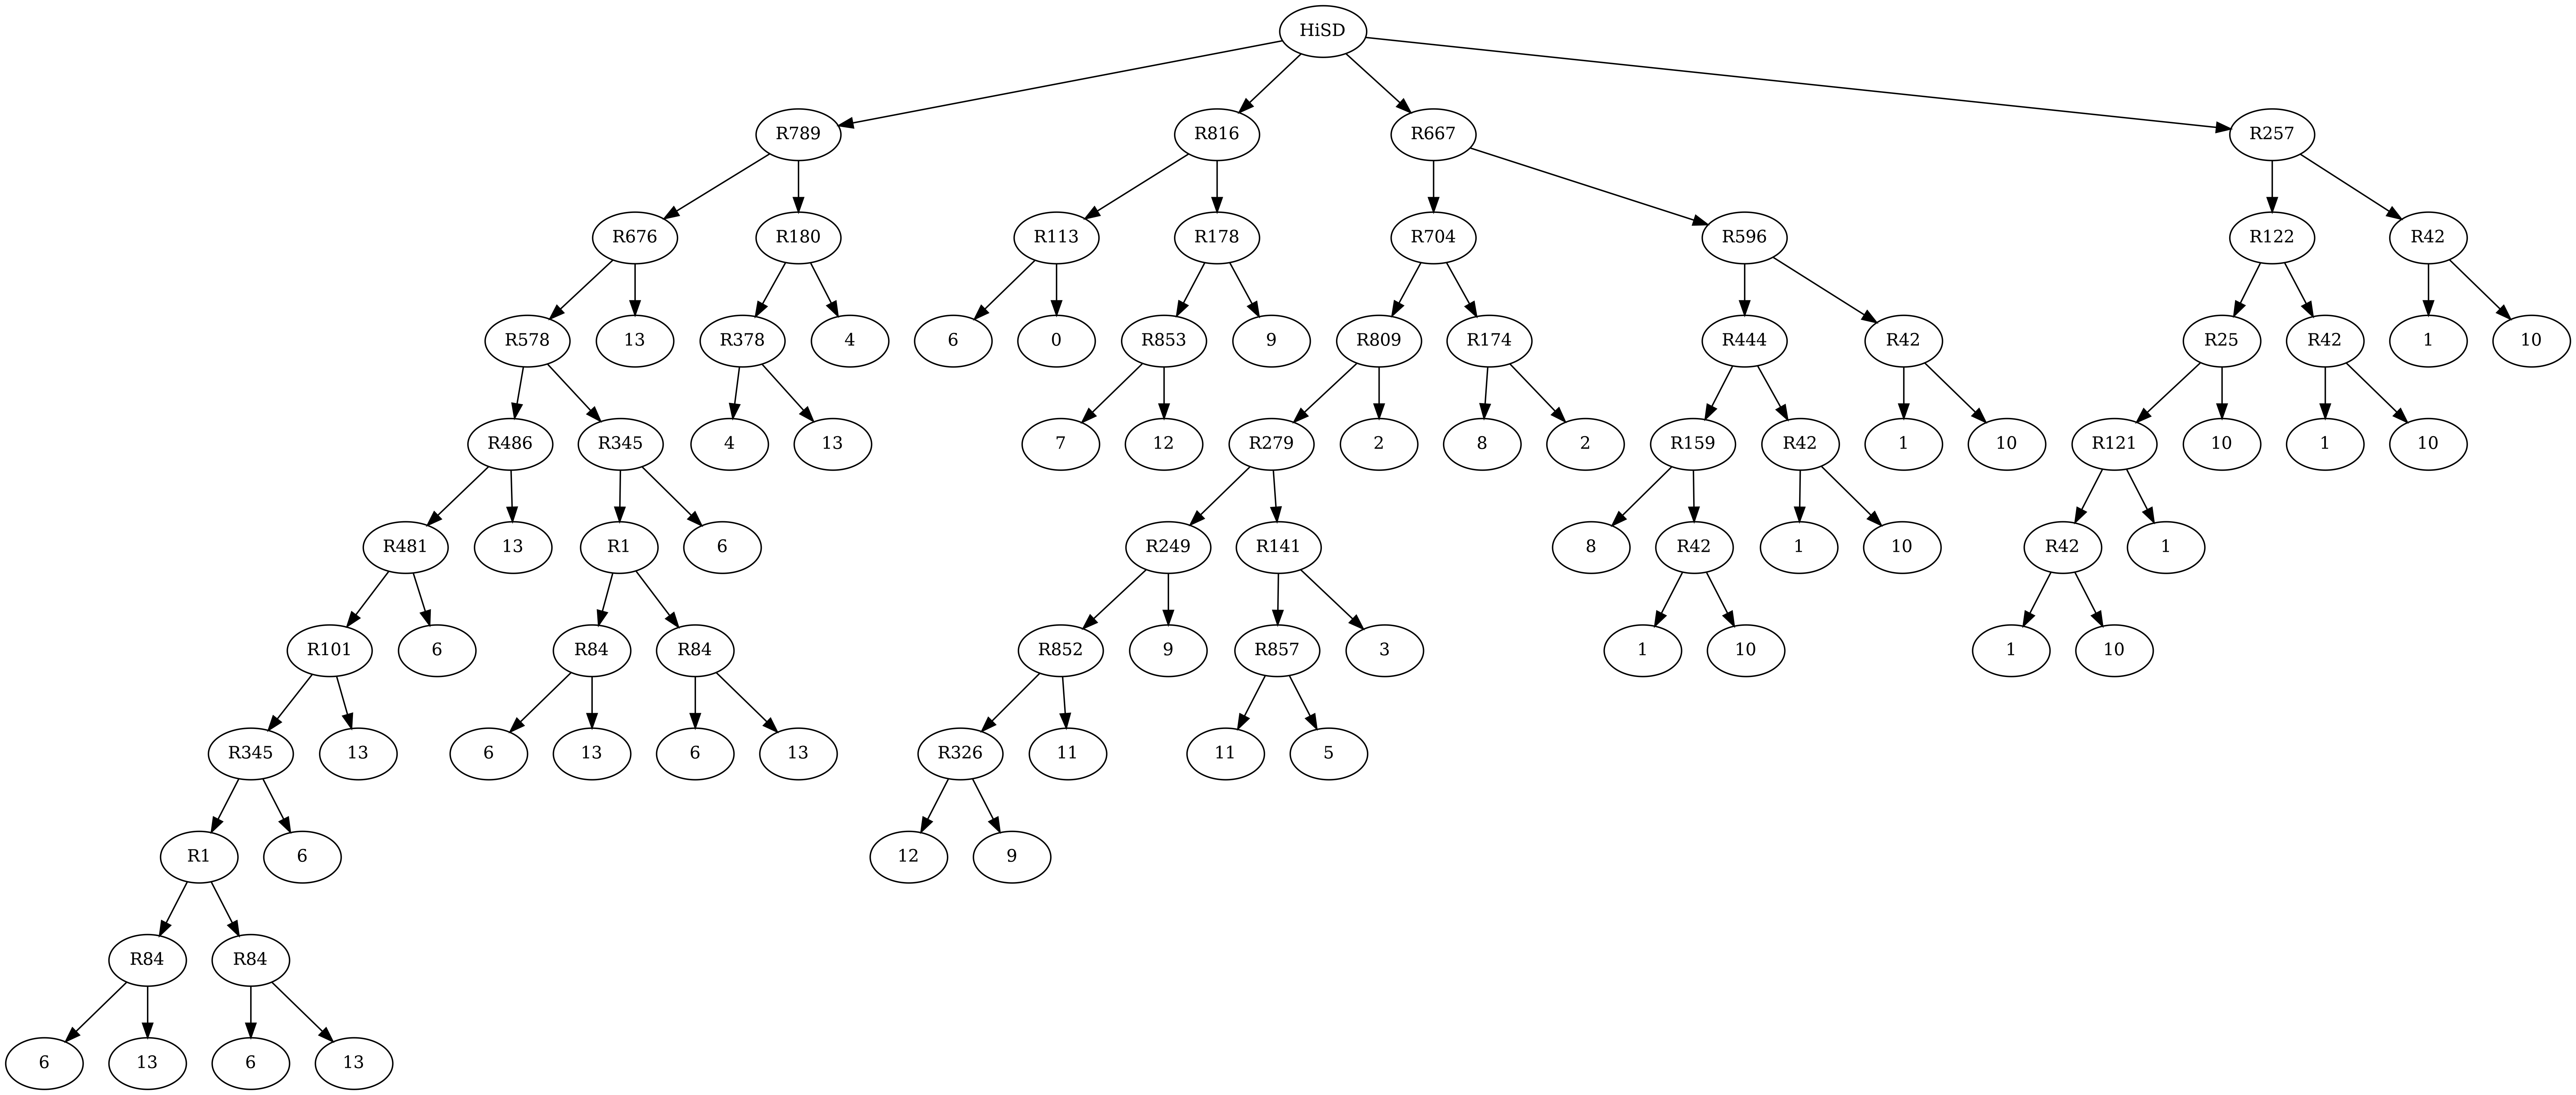 HiSD
R789 R816 R667 R257
R676 R180 R113 R178 R704 R596 R122 R42
R578 13 R378 4 6 0 R853 9 R809 R174 R444 R42 R25 R42 1 10
R486 R345 4 13 7 12 R279 2 8 2 R159 R42 1 10 R121 10 1 10
R481 13 R1 6 R249 R141 8 R42 1 10 R42 1
R101 6 R84 R84 R852 9 R857 3 1 10 1 10
R345 13 6 13 6 13 R326 11 11 5
R1 6 12 9
R84 R84
6 13 6 13